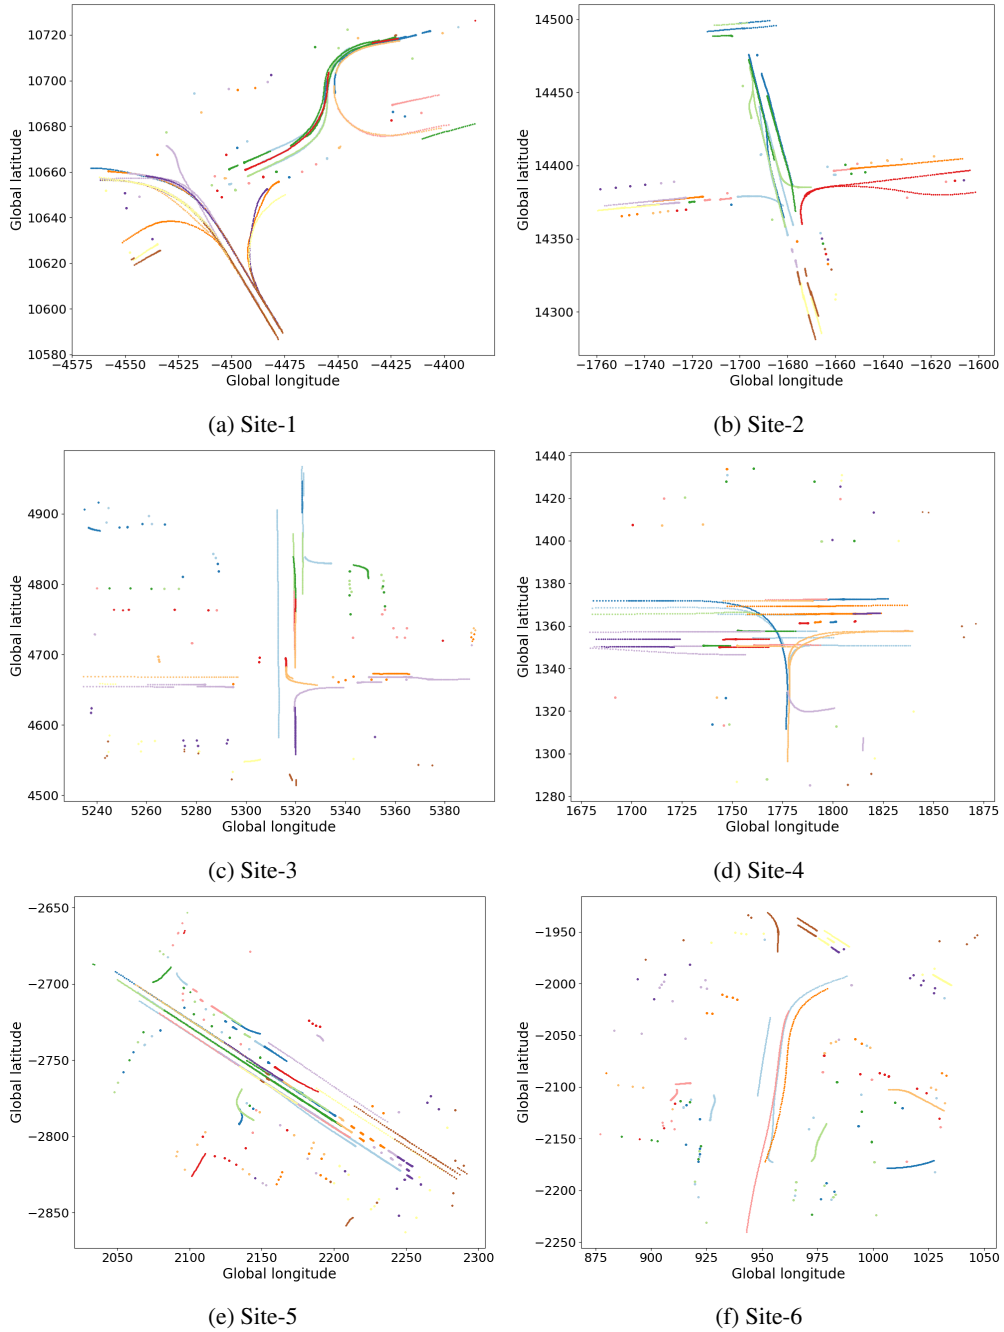 10720
10700
10680
10660
10640
10620
10600
10580
−4575 −4550 −4525 −4500 −4475 −4450 −4425 −4400
Global longitude
Global latitude
(a) Site-1
14500
14450
14400
14350
14300
−1760 −1740 −1720 −1700 −1680 −1660 −1640 −1620 −1600
Global longitude
Global latitude
(b) Site-2
4900
4800
4700
4600
4500
5240 5260 5280 5300 5320 5340 5360 5380
Global longitude
Global latitude
(c) Site-3
1440
1420
1400
1380
1360
1340
1320
1300
1280
1675 1700 1725 1750 1775 1800 1825 1850 1875
Global longitude
Global latitude
(d) Site-4
−2650
−2700
−2750
−2800
−2850
2050 2100 2150 2200 2250 2300
Global longitude
Global latitude
(e) Site-5
−1950
−2000
−2050
−2100
−2150
−2200
−2250
875 900 925 950 975 1000 1025 1050
Global longitude
Global latitude
(f) Site-6